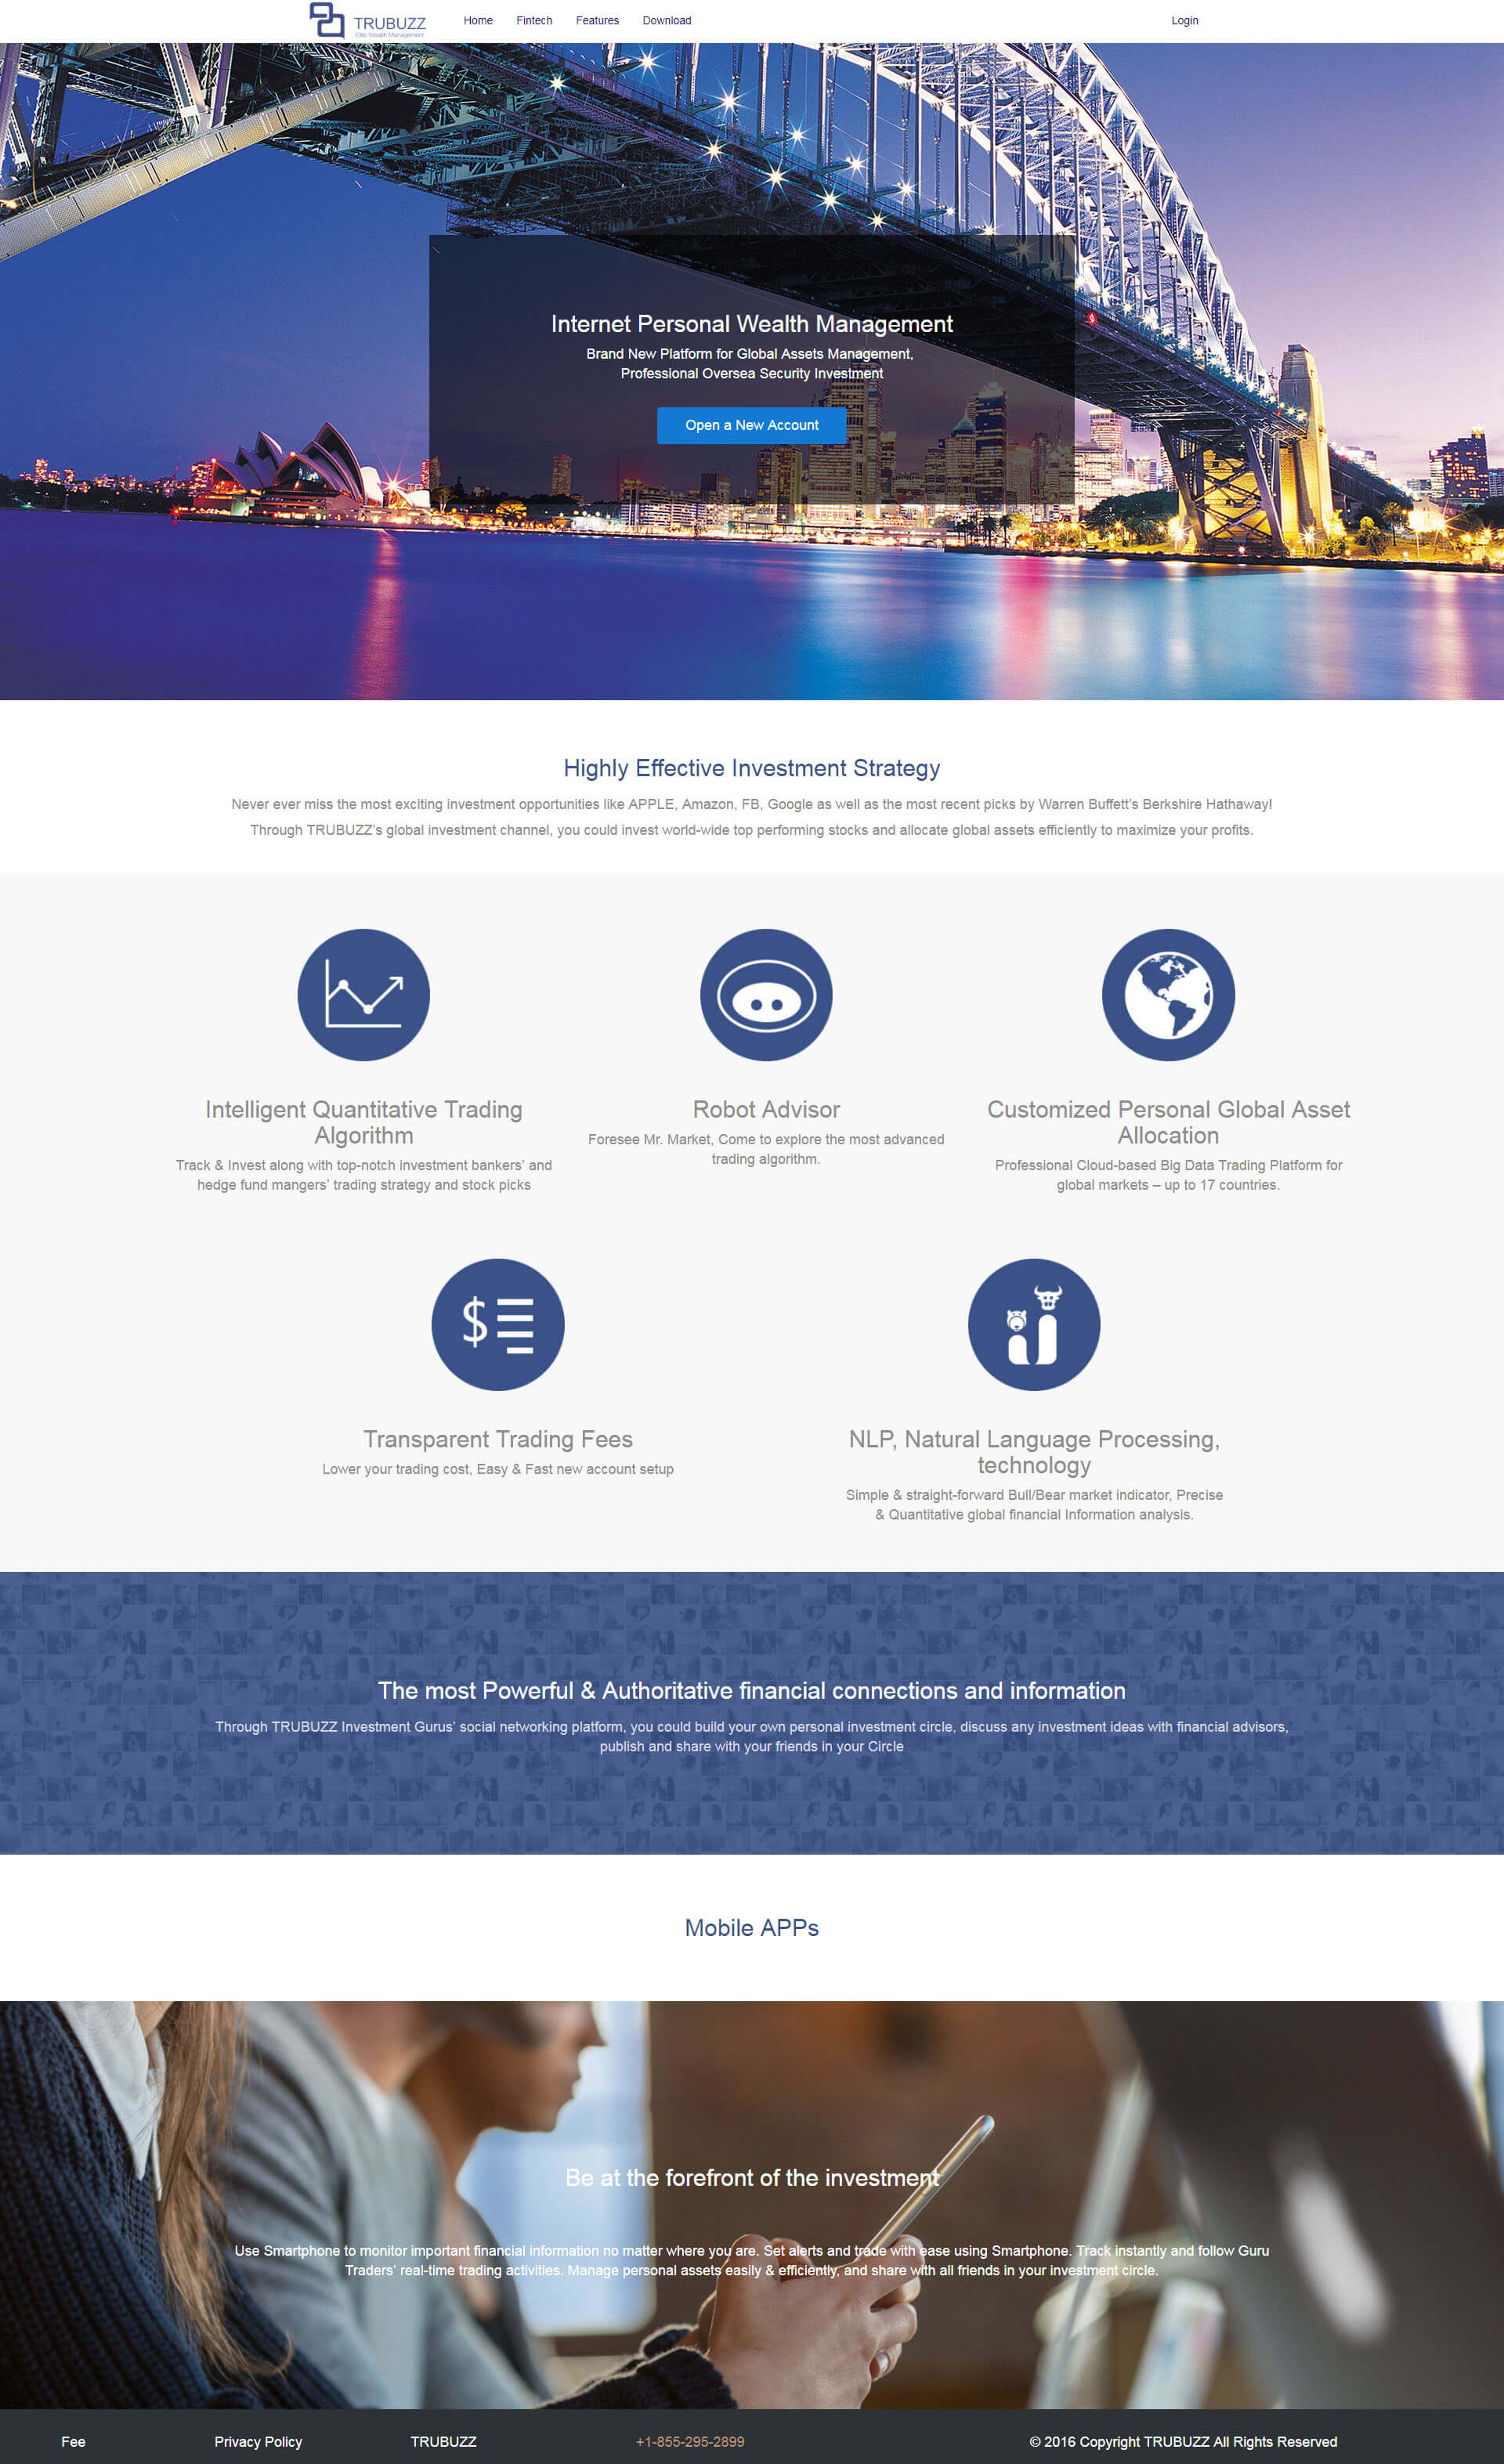 TRUBUZZ
Elite Wealth Management
Home Fintech Features Download Login
Internet Personal Wealth Management
Brand New Platform for Global Assets Management,
Professional Oversea Security Investment
Open a New Account
Highly Effective Investment Strategy
Never ever miss the most exciting investment opportunities like APPLE, Amazon, FB, Google as well as the most recent picks by Warren Buffett's Berkshire Hathaway!
Through TRUBUZZ's global investment channel, you could invest world-wide top performing stocks and allocate global assets efficiently to maximize your profits.
Intelligent Quantitative Trading
Algorithm
Track & Invest along with top-notch investment bankers' and
hedge fund mangers' trading strategy and stock picks
Robot Advisor
Foresee Mr. Market, Come to explore the most advanced
trading algorithm.
Customized Personal Global Asset
Allocation
Professional Cloud-based Big Data Trading Platform for
global markets – up to 17 countries.
$
Transparent Trading Fees
Lower your trading cost, Easy & Fast new account setup
NLP, Natural Language Processing,
technology
Simple & straight-forward Bull/Bear market indicator, Precise
& Quantitative global financial Information analysis.
The most Powerful & Authoritative financial connections and information
Through TRUBUZZ Investment Gurus' social networking platform, you could build your own personal investment circle, discuss any investment ideas with financial advisors,
publish and share with your friends in your Circle
Mobile APPs
Be at the forefront of the investment
Use Smartphone to monitor important financial information no matter where you are. Set alerts and trade with ease using Smartphone. Track instantly and follow Guru
Traders' real-time trading activities. Manage personal assets easily & efficiently, and share with all friends in your investment circle.
Fee Privacy Policy TRUBUZZ +1-855-295-2899 © 2016 Copyright TRUBUZZ All Rights Reserved